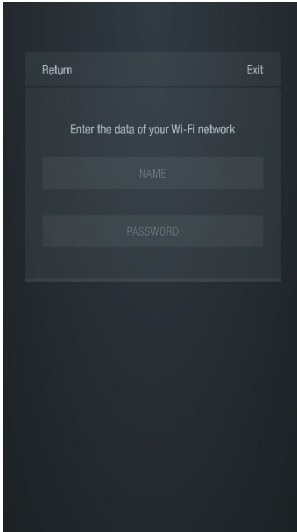 Return Exit
Enter the data of your Wi-Fi network
NAME
PASSWORD